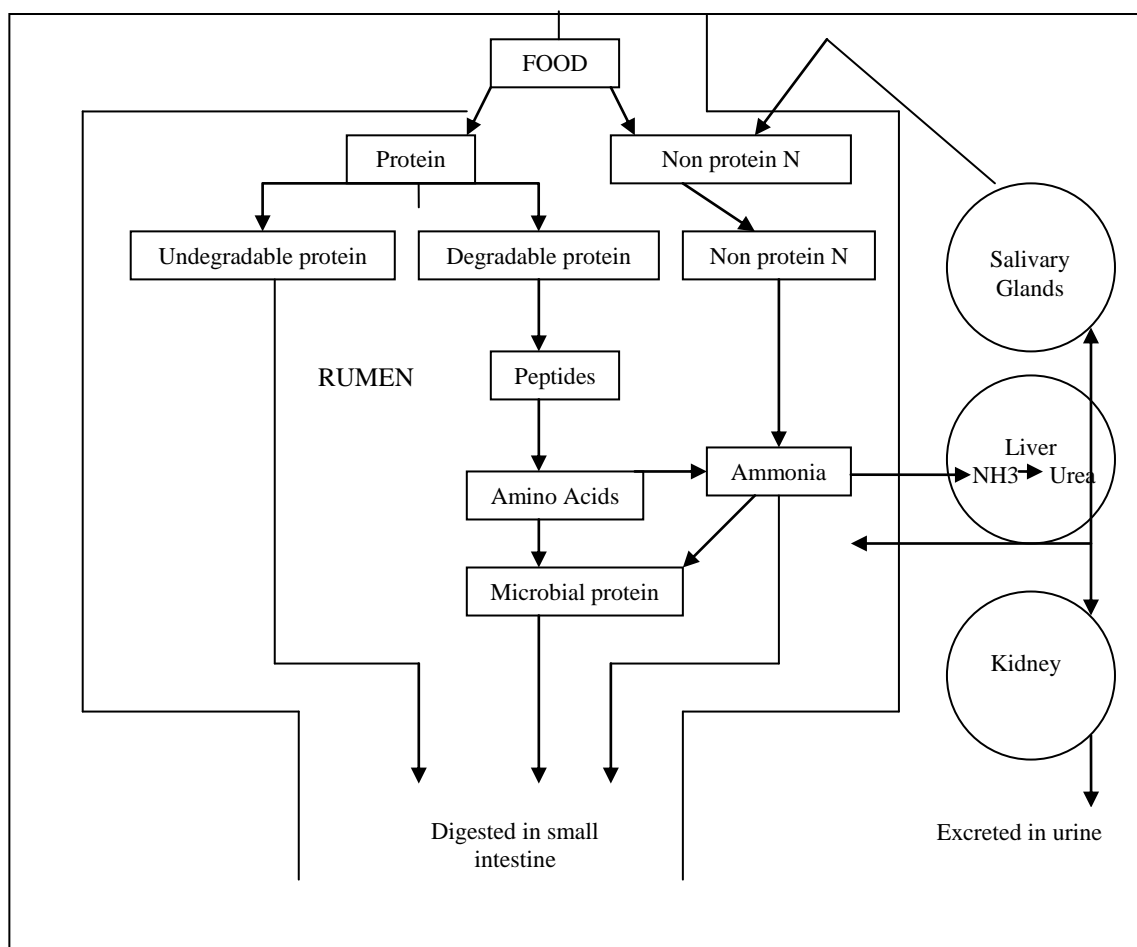 FOOD
Protein
Non protein N
Undegradable protein
Degradable protein
Non protein N
Salivary
Glands
RUMEN
Peptides
Liver
NH3 Urea
Amino Acids
Ammonia
Microbial protein
Kidney
Digested in small
intestine
Excreted in urine